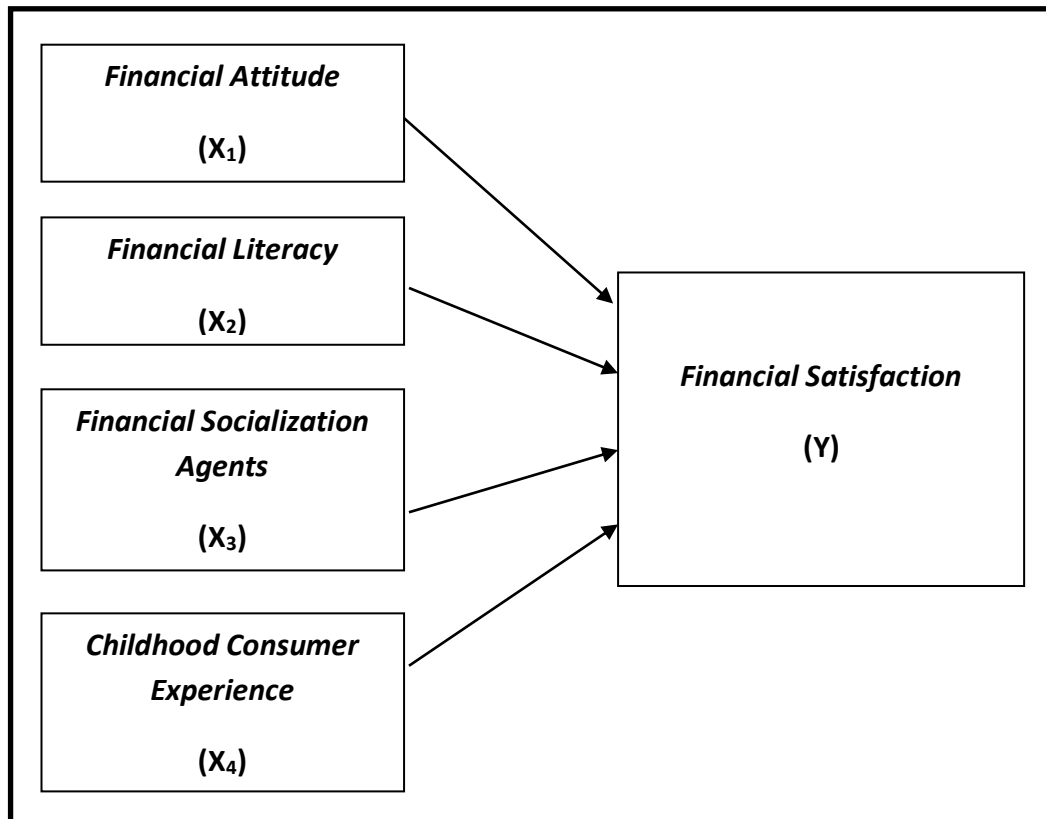 Financial Attitude
(X₁)
Financial Literacy
(X₂)
Financial Socialization
Agents
(X₃)
Childhood Consumer
Experience
(X₄)
Financial Satisfaction
(Y)